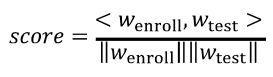 score = < w_enroll, w_test > / ‖w_enroll‖‖w_test‖